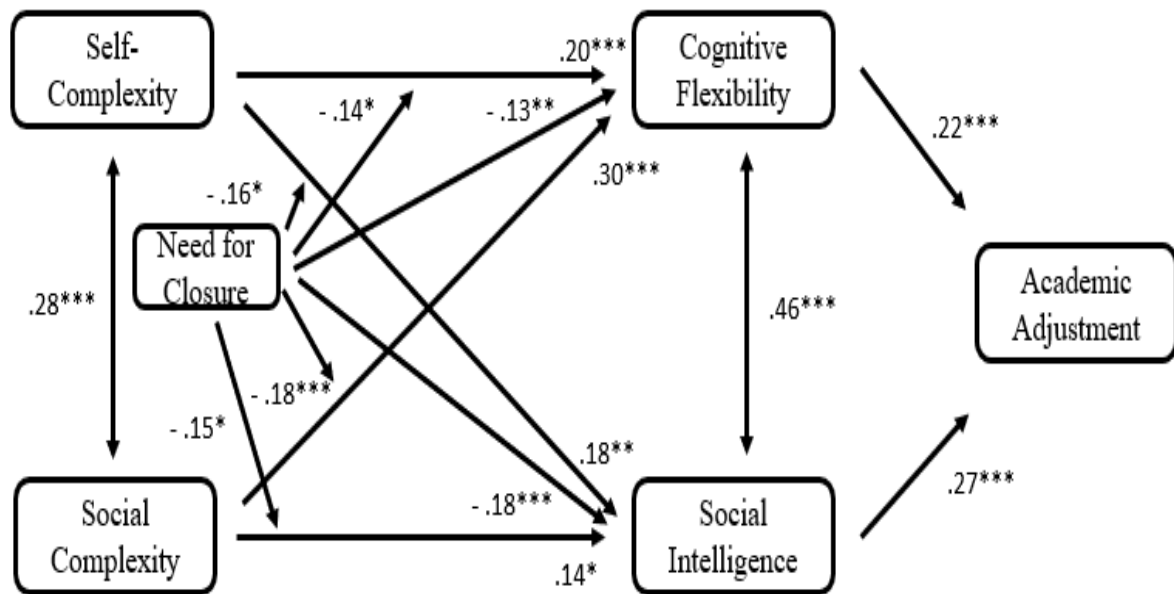 Self-
Complexity
.20***
Cognitive
Flexibility
- .14*
- .13**
.22***
.30***
- .16*
Need for
Closure
.28***
.46***
Academic
Adjustment
- .18***
- .15*
.18**
Social
Complexity
- .18***
Social
Intelligence
.27***
.14*